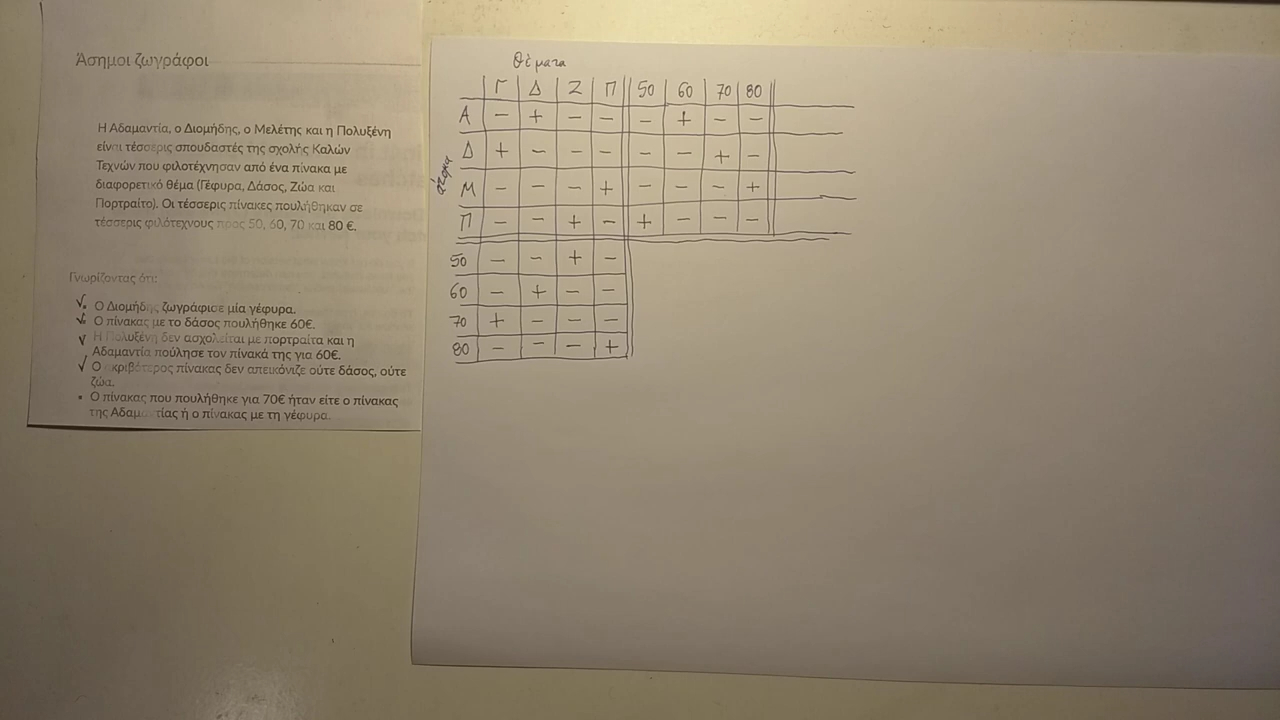 Άσημοι ζωγράφοι
Η Αδαμαντία, ο Διομήδης, ο Μελέτης και η Πολυξένη
είναι τέσσερις σπουδαστές της σχολής Καλών
Τεχνών που φιλοτέχνησαν από ένα πίνακα με
διαφορετικό θέμα (Γέφυρα, Δάσος, Ζώα και
Πορτραίτο). Οι τέσσερις πίνακες πουλήθηκαν σε
τέσσερις φιλότεχνους προς 50, 60, 70 και 80 €.
Γνωρίζοντας ότι:
✓ • Ο Διομήδης ζωγράφισε μία γέφυρα.
✓ • Ο πίνακας με το δάσος πουλήθηκε 60€.
✓ Η Πολυξένη δεν ασχολείται με πορτραίτα και η
Αδαμαντία πούλησε τον πίνακά της για 60€.
✓ Ο ακριβότερος πίνακας δεν απεικόνιζε ούτε δάσος, ούτε
ζώα.
• Ο πίνακας που πουλήθηκε για 70€ ήταν είτε ο πίνακας
της Αδαμαντίας ή ο πίνακας με τη γέφυρα.
Θέματα
Γ Δ Ζ Π 50 60 70 80
άτομα
Α − + − − − + − −
Δ + − − − − − + −
Μ − − − + − − − +
Π − − + − + − − −
50 − − + −
60 − + − −
70 + − − −
80 − − − +